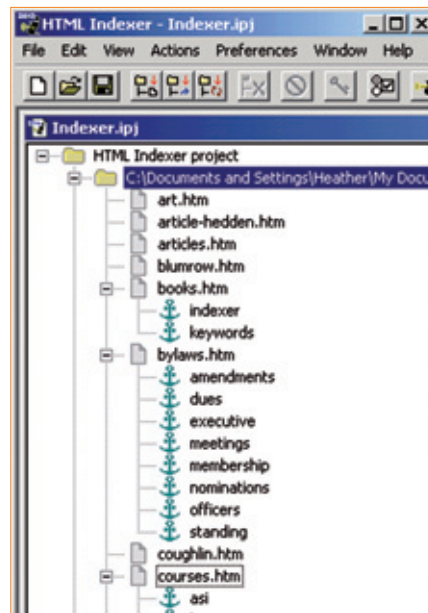 HTML Indexer - Indexer.ipj
File Edit View Actions Preferences Window Help
Indexer.ipj
HTML Indexer project
C:\Documents and Settings\Heather\My Docu
art.htm
article-hedden.htm
articles.htm
blumrow.htm
books.htm
indexer
keywords
bylaws.htm
amendments
dues
executive
meetings
membership
nominations
officers
standing
coughlin.htm
courses.htm
asi